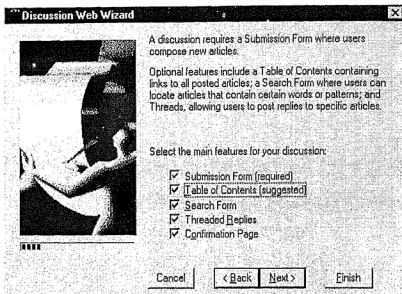 Discussion Web Wizard
A discussion requires a Submission Form where users
compose new articles.
Optional features include a Table of Contents containing
links to all posted articles; a Search Form where users can
locate articles that contain certain words or patterns; and
Threads, allowing users to post replies to specific articles.
Select the main features for your discussion:
Submission Form (required)
Table of Contents (suggested)
Search Form
Threaded Replies
Confirmation Page
Cancel
< Back
Next >
Finish